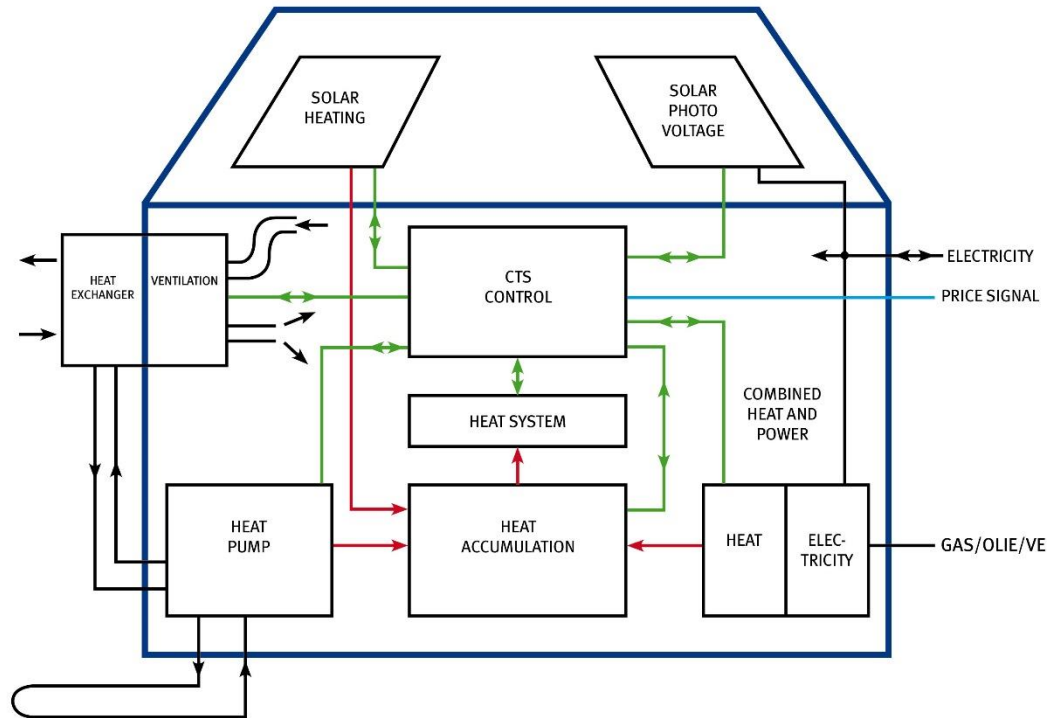 SOLAR
HEATING
SOLAR
PHOTO
VOLTAGE
HEAT
EXCHANGER
VENTILATION
CTS
CONTROL
ELECTRICITY
PRICE SIGNAL
HEAT SYSTEM
COMBINED
HEAT AND
POWER
HEAT
PUMP
HEAT
ACCUMULATION
HEAT
ELEC-
TRICITY
GAS/OLIE/VE